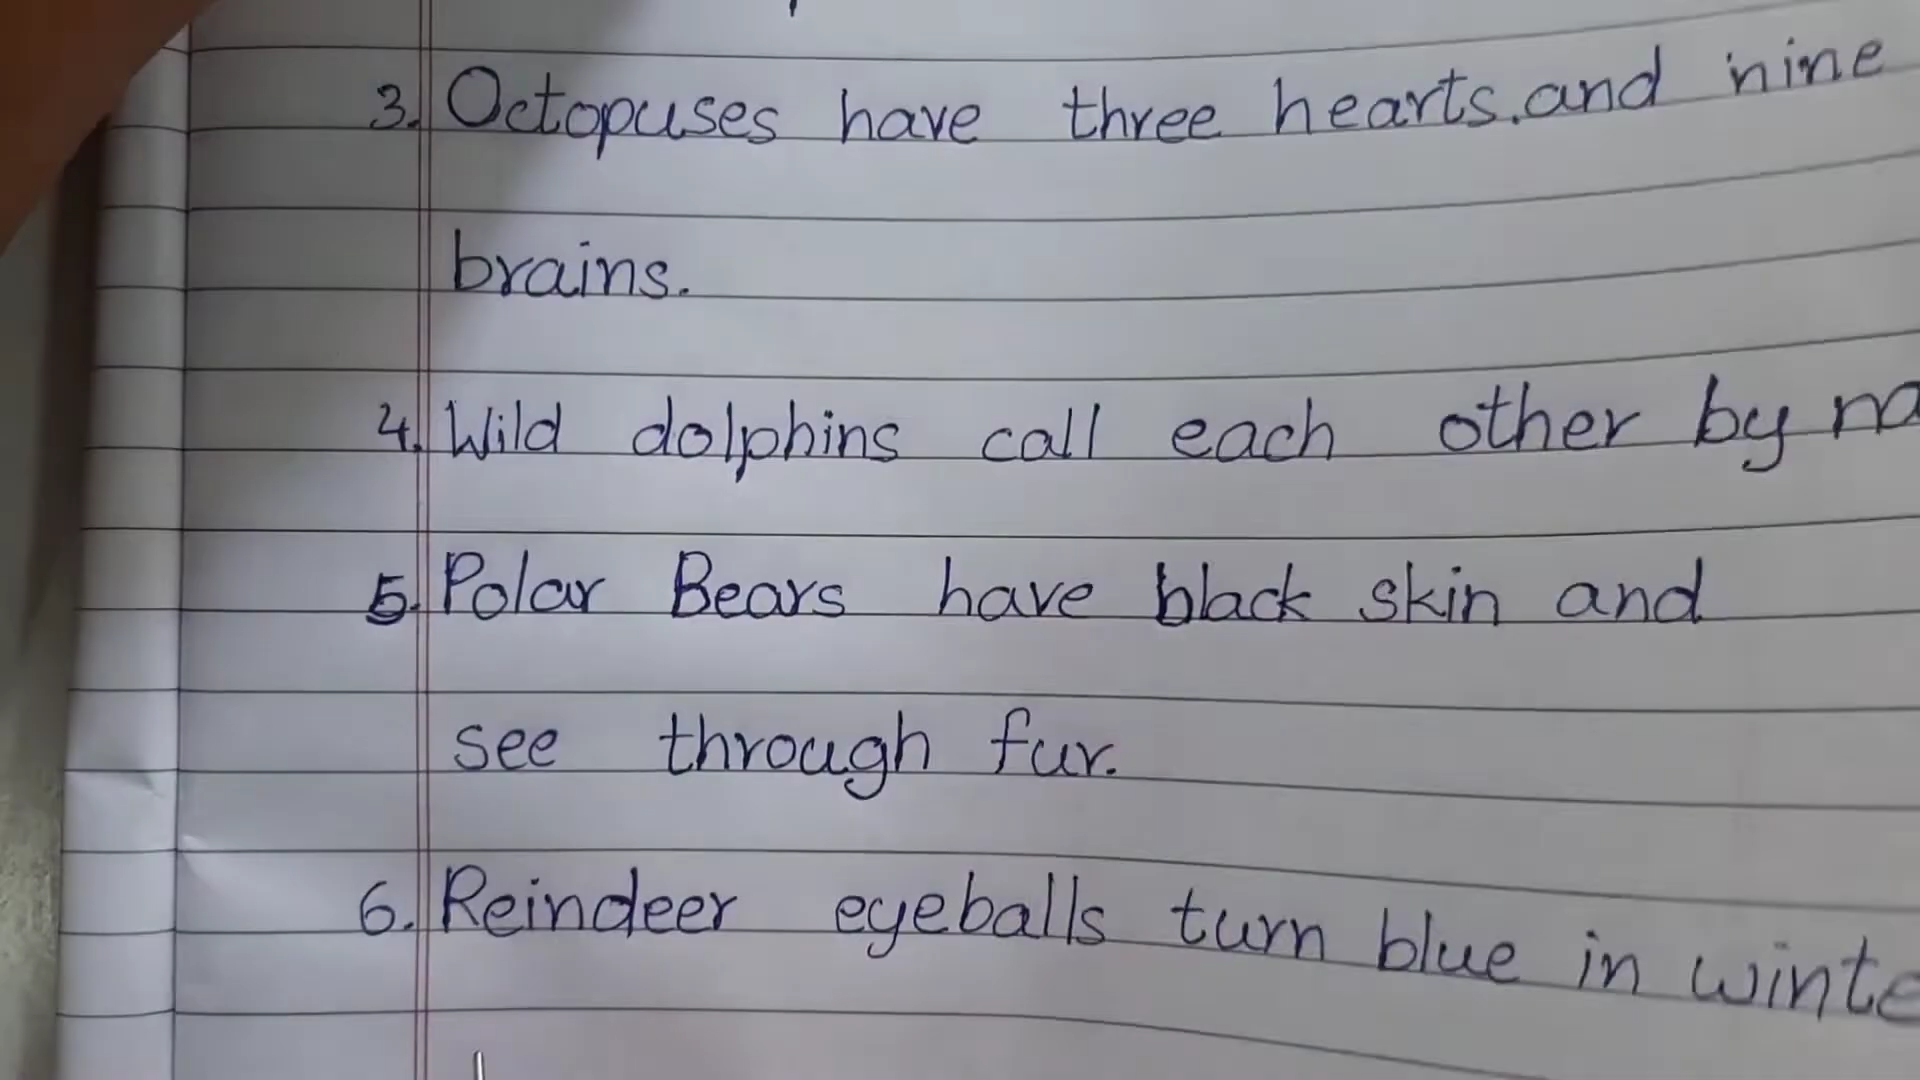 3. Octopuses have three hearts.and nine
brains.
4. Wild dolphins call each other by
5. Polar Bears have black skin and
see through fur.
6. Reindeer eyeballs turn blue in